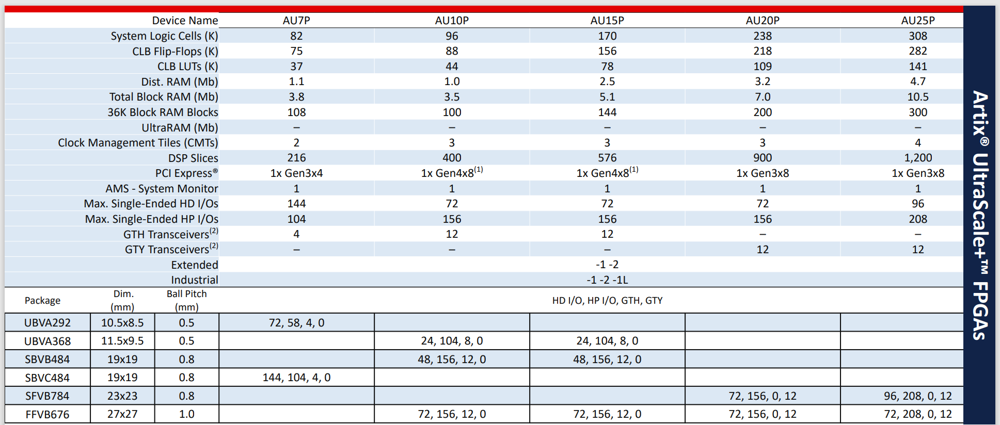 Device Name AU7P AU10P AU15P AU20P AU25P
System Logic Cells (K) 82 96 170 238 308
CLB Flip-Flops (K) 75 88 156 218 282
CLB LUTs (K) 37 44 78 109 141
Dist. RAM (Mb) 1.1 1.0 2.5 3.2 4.7
Total Block RAM (Mb) 3.8 3.5 5.1 7.0 10.5
36K Block RAM Blocks 108 100 144 200 300
UltraRAM (Mb) – – – – –
Clock Management Tiles (CMTs) 2 3 3 3 4
DSP Slices 216 400 576 900 1,200
PCI Express® 1x Gen3x4 1x Gen4x8(1) 1x Gen4x8(1) 1x Gen3x8 1x Gen3x8
AMS - System Monitor 1 1 1 1 1
Max. Single-Ended HD I/Os 144 72 72 72 96
Max. Single-Ended HP I/Os 104 156 156 156 208
GTH Transceivers(2) 4 12 12 – –
GTY Transceivers(2) – – – 12 12
Extended -1 -2
Industrial -1 -2 -1L
Package Dim. (mm) Ball Pitch (mm) HD I/O, HP I/O, GTH, GTY
UBVA292 10.5x8.5 0.5 72, 58, 4, 0
UBVA368 11.5x9.5 0.5 24, 104, 8, 0 24, 104, 8, 0
SBVB484 19x19 0.8 48, 156, 12, 0 48, 156, 12, 0
SBVC484 19x19 0.8 144, 104, 4, 0
SFVB784 23x23 0.8 72, 156, 0, 12 96, 208, 0, 12
FFVB676 27x27 1.0 72, 156, 12, 0 72, 156, 12, 0 72, 156, 0, 12 72, 208, 0, 12
Artix® UltraScale+™ FPGAs